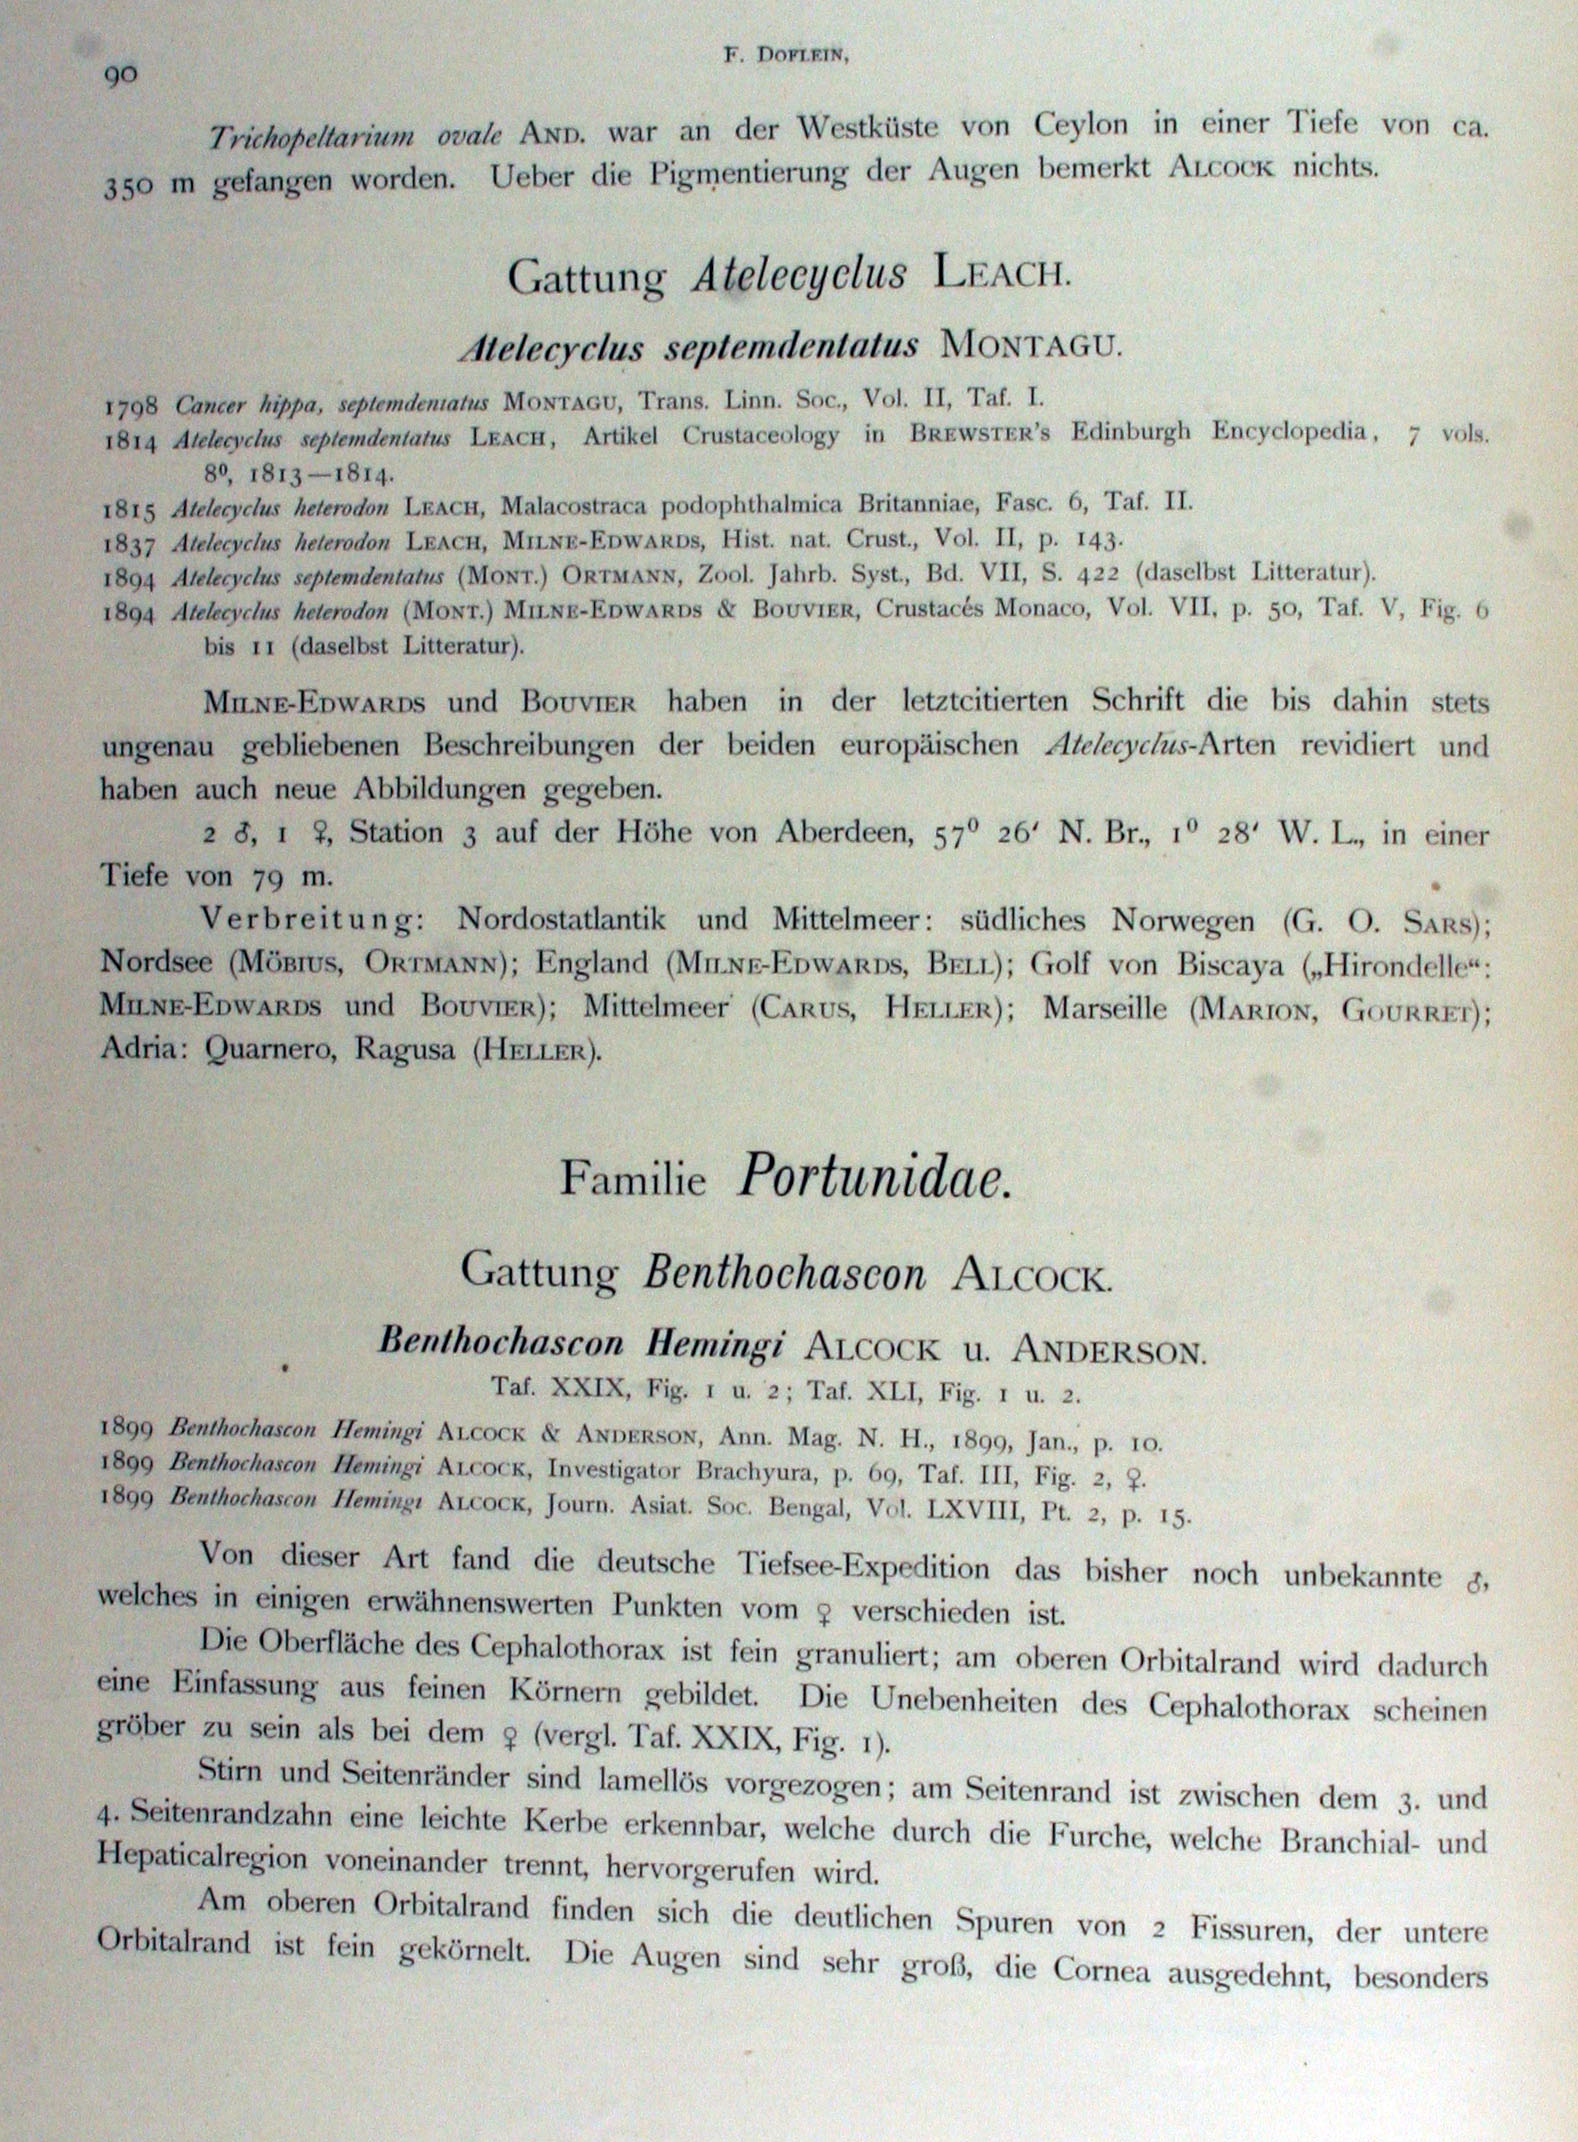 90
F. DOFLEIN,
Trichopeltarium ovale AND. war an der Westküste von Ceylon in einer Tiefe von ca.
350 m gefangen worden. Ueber die Pigmentierung der Augen bemerkt ALCOCK nichts.
Gattung Atelecyclus LEACH.
Atelecyclus septemdentatus MONTAGU.
1798 Cancer hippa, septemdentatus MONTAGU, Trans. Linn. Soc., Vol. II, Taf. I.
1814 Atelecyclus septemdentatus LEACH, Artikel Crustaceology in BREWSTER's Edinburgh Encyclopedia, 7 vols.
8⁰, 1813—1814.
1815 Atelecyclus heterodon LEACH, Malacostraca podophthalmica Britanniae, Fasc. 6, Taf. II.
1837 Atelecyclus heterodon LEACH, MILNE-EDWARDS, Hist. nat. Crust., Vol. II, p. 143.
1894 Atelecyclus septemdentatus (MONT.) ORTMANN, Zool. Jahrb. Syst., Bd. VII, S. 422 (daselbst Litteratur).
1894 Atelecyclus heterodon (MONT.) MILNE-EDWARDS & BOUVIER, Crustacés Monaco, Vol. VII, p. 50, Taf. V, Fig. 6
bis 11 (daselbst Litteratur).
MILNE-EDWARDS und BOUVIER haben in der letztcitierten Schrift die bis dahin stets
ungenau gebliebenen Beschreibungen der beiden europäischen Atelecyclus-Arten revidiert und
haben auch neue Abbildungen gegeben.
2 ♂, 1 ♀, Station 3 auf der Höhe von Aberdeen, 57⁰ 26′ N. Br., 1⁰ 28′ W. L., in einer
Tiefe von 79 m.
Verbreitung: Nordostatlantik und Mittelmeer: südliches Norwegen (G. O. SARS);
Nordsee (MÖBIUS, ORTMANN); England (MILNE-EDWARDS, BELL); Golf von Biscaya („Hirondelle“:
MILNE-EDWARDS und BOUVIER); Mittelmeer (CARUS, HELLER); Marseille (MARION, GOURRET);
Adria: Quarnero, Ragusa (HELLER).
Familie Portunidae.
Gattung Benthochascon ALCOCK.
Benthochascon Hemingi ALCOCK u. ANDERSON.
Taf. XXIX, Fig. 1 u. 2; Taf. XLI, Fig. 1 u. 2.
1899 Benthochascon Hemingi ALCOCK & ANDERSON, Ann. Mag. N. H., 1899, Jan., p. 10.
1899 Benthochascon Hemingi ALCOCK, Investigator Brachyura, p. 69, Taf. III, Fig. 2, ♀.
1899 Benthochascon Hemingi ALCOCK, Journ. Asiat. Soc. Bengal, Vol. LXVIII, Pt. 2, p. 15.
Von dieser Art fand die deutsche Tiefsee-Expedition das bisher noch unbekannte ♂,
welches in einigen erwähnenswerten Punkten vom ♀ verschieden ist.
Die Oberfläche des Cephalothorax ist fein granuliert; am oberen Orbitalrand wird dadurch
eine Einfassung aus feinen Körnern gebildet. Die Unebenheiten des Cephalothorax scheinen
gröber zu sein als bei dem ♀ (vergl. Taf. XXIX, Fig. 1).
Stirn und Seitenränder sind lamellös vorgezogen; am Seitenrand ist zwischen dem 3. und
4. Seitenrandzahn eine leichte Kerbe erkennbar, welche durch die Furche, welche Branchial- und
Hepaticalregion voneinander trennt, hervorgerufen wird.
Am oberen Orbitalrand finden sich die deutlichen Spuren von 2 Fissuren, der untere
Orbitalrand ist fein gekörnelt. Die Augen sind sehr groß, die Cornea ausgedehnt, besonders